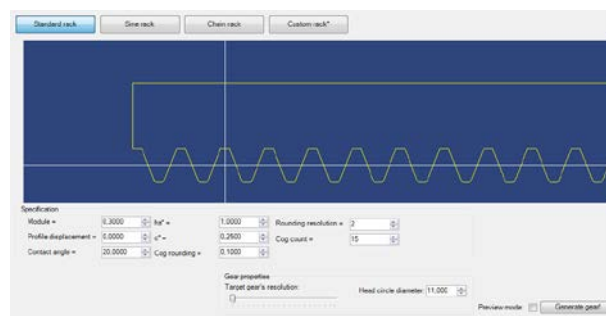 Standard rack Sine rack Chain rack Custom rack*
Specification
Module = 0.3000 ha* = 1.0000 Rounding resolution = 2
Profile displacement = 0.0000 c* = 0.2500 Cog count = 15
Contact angle = 20.0000 Cog rounding = 0.1000
Gear properties
Target gear's resolution: Head circle diameter: 11,000
Preview mode: Generate gear!